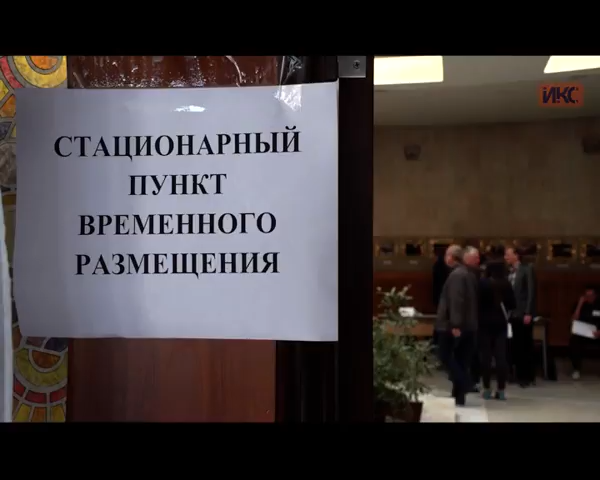 СТАЦИОНАРНЫЙ
ПУНКТ
ВРЕМЕННОГО
РАЗМЕЩЕНИЯ
ИКС